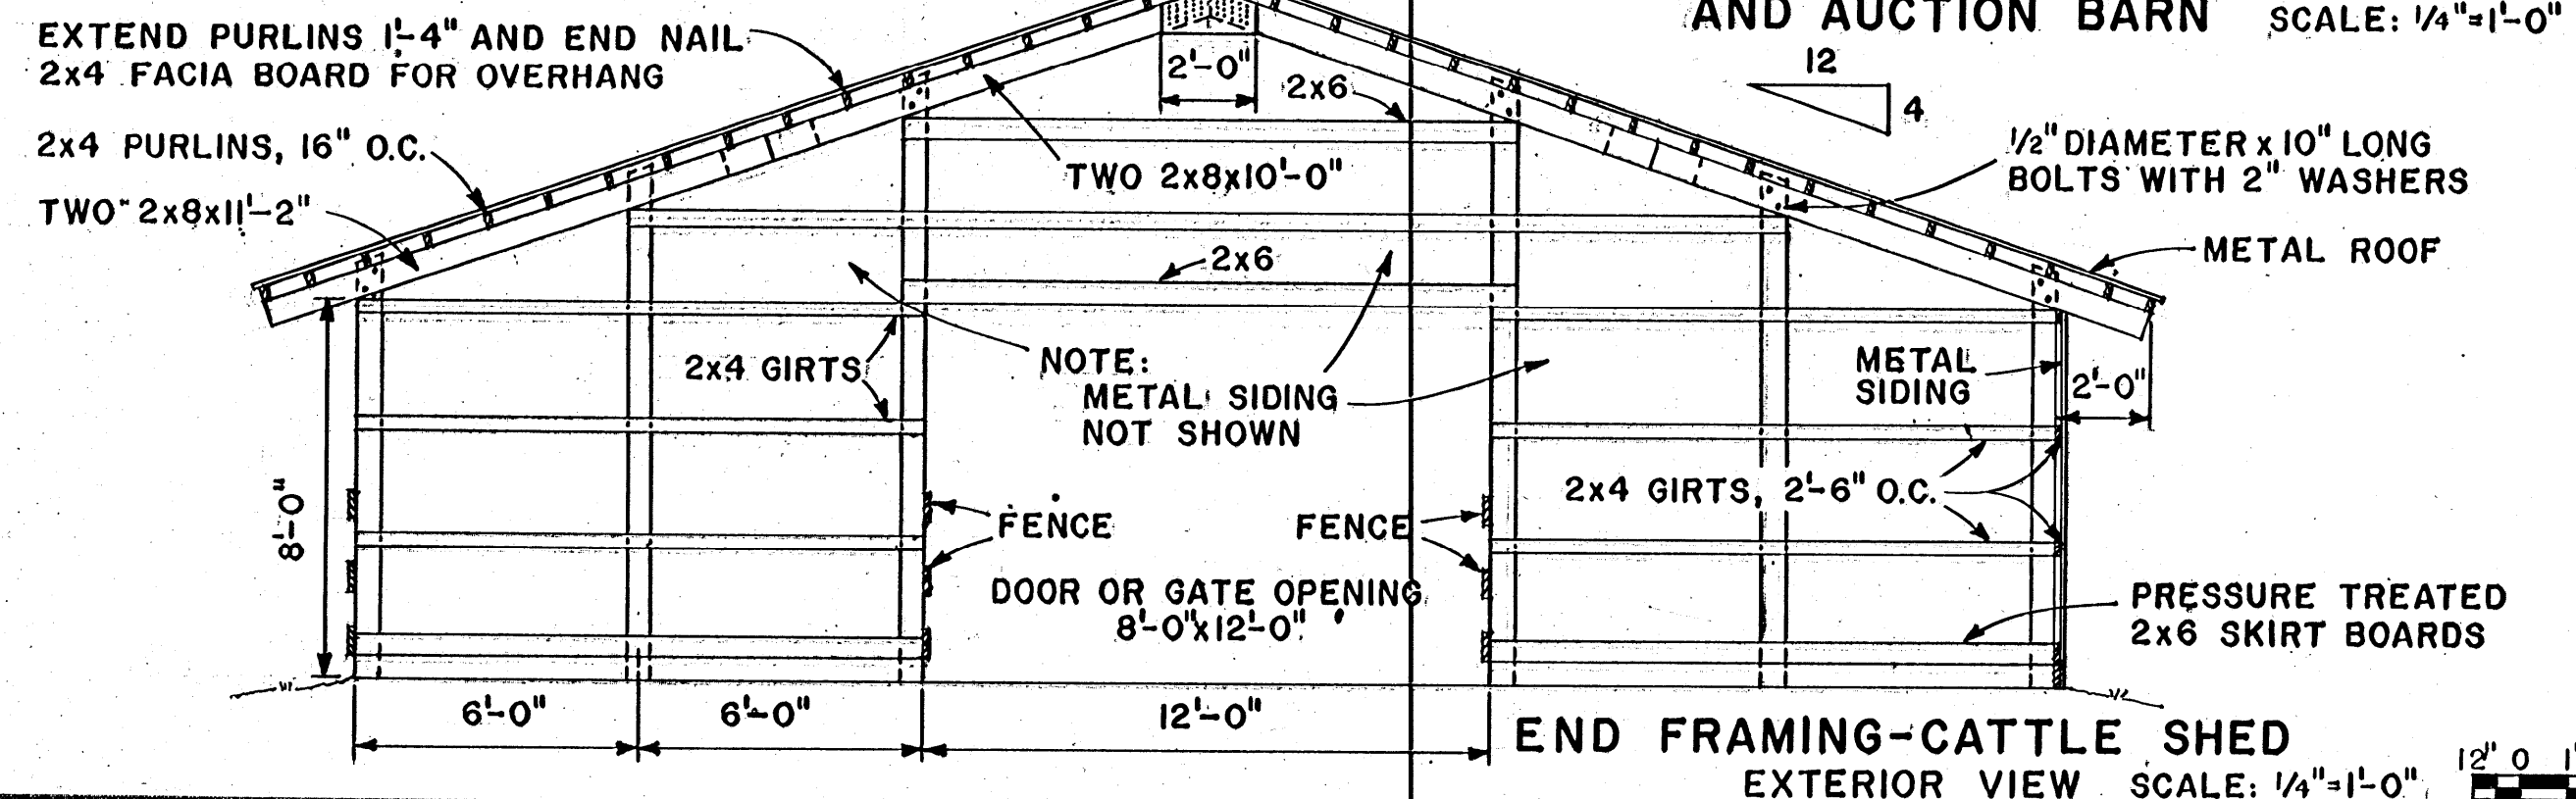 EXTEND PURLINS 1'-4" AND END NAIL
2x4 FACIA BOARD FOR OVERHANG
2x4 PURLINS, 16" O.C.
TWO 2x8x11'-2"
2'-0"
2x6
TWO 2x8x10'-0"
2x6
AND AUCTION BARN
SCALE: 1/4"=1'-0"
12
4
1/2" DIAMETER x 10" LONG
BOLTS WITH 2" WASHERS
METAL ROOF
2x4 GIRTS
NOTE:
METAL SIDING
NOT SHOWN
METAL
SIDING
2'-0"
8'-0"
2x4 GIRTS, 2'-6" O.C.
FENCE
FENCE
DOOR OR GATE OPENING
8'-0"x12'-0"
PRESSURE TREATED
2x6 SKIRT BOARDS
6'-0"
6'-0"
12'-0"
END FRAMING-CATTLE SHED
EXTERIOR VIEW SCALE: 1/4"=1'-0"
12" 0